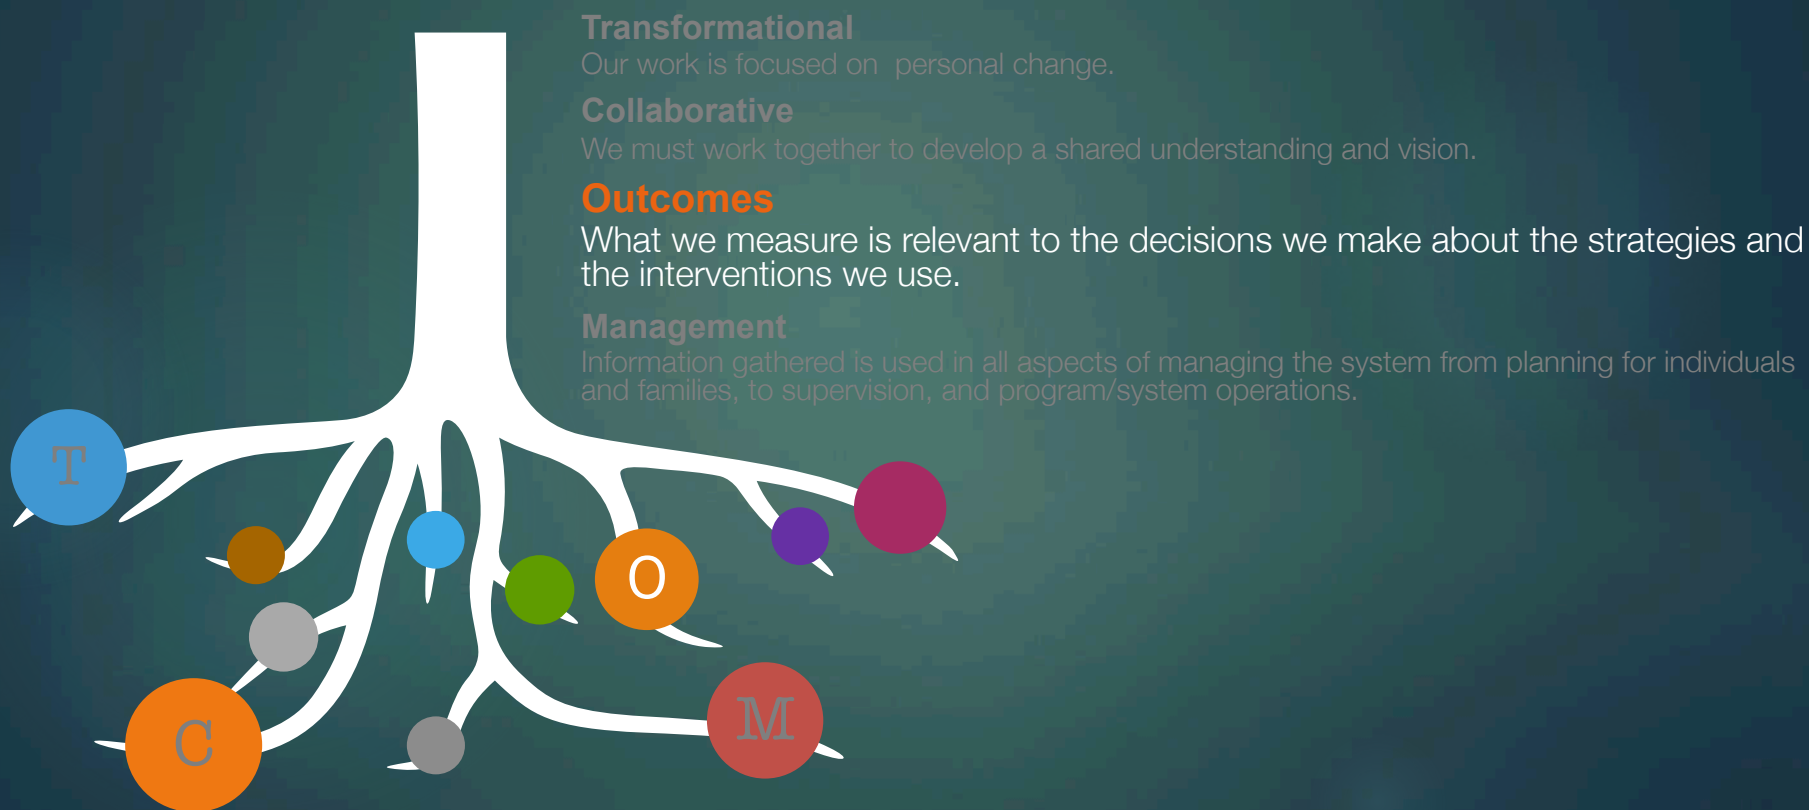 Transformational
Our work is focused on  personal change.
Collaborative
We must work together to develop a shared understanding and vision.
Outcomes
What we measure is relevant to the decisions we make about the strategies and
the interventions we use.
Management
Information gathered is used in all aspects of managing the system from planning for individuals
and families, to supervision, and program/system operations.
T
O
C
M